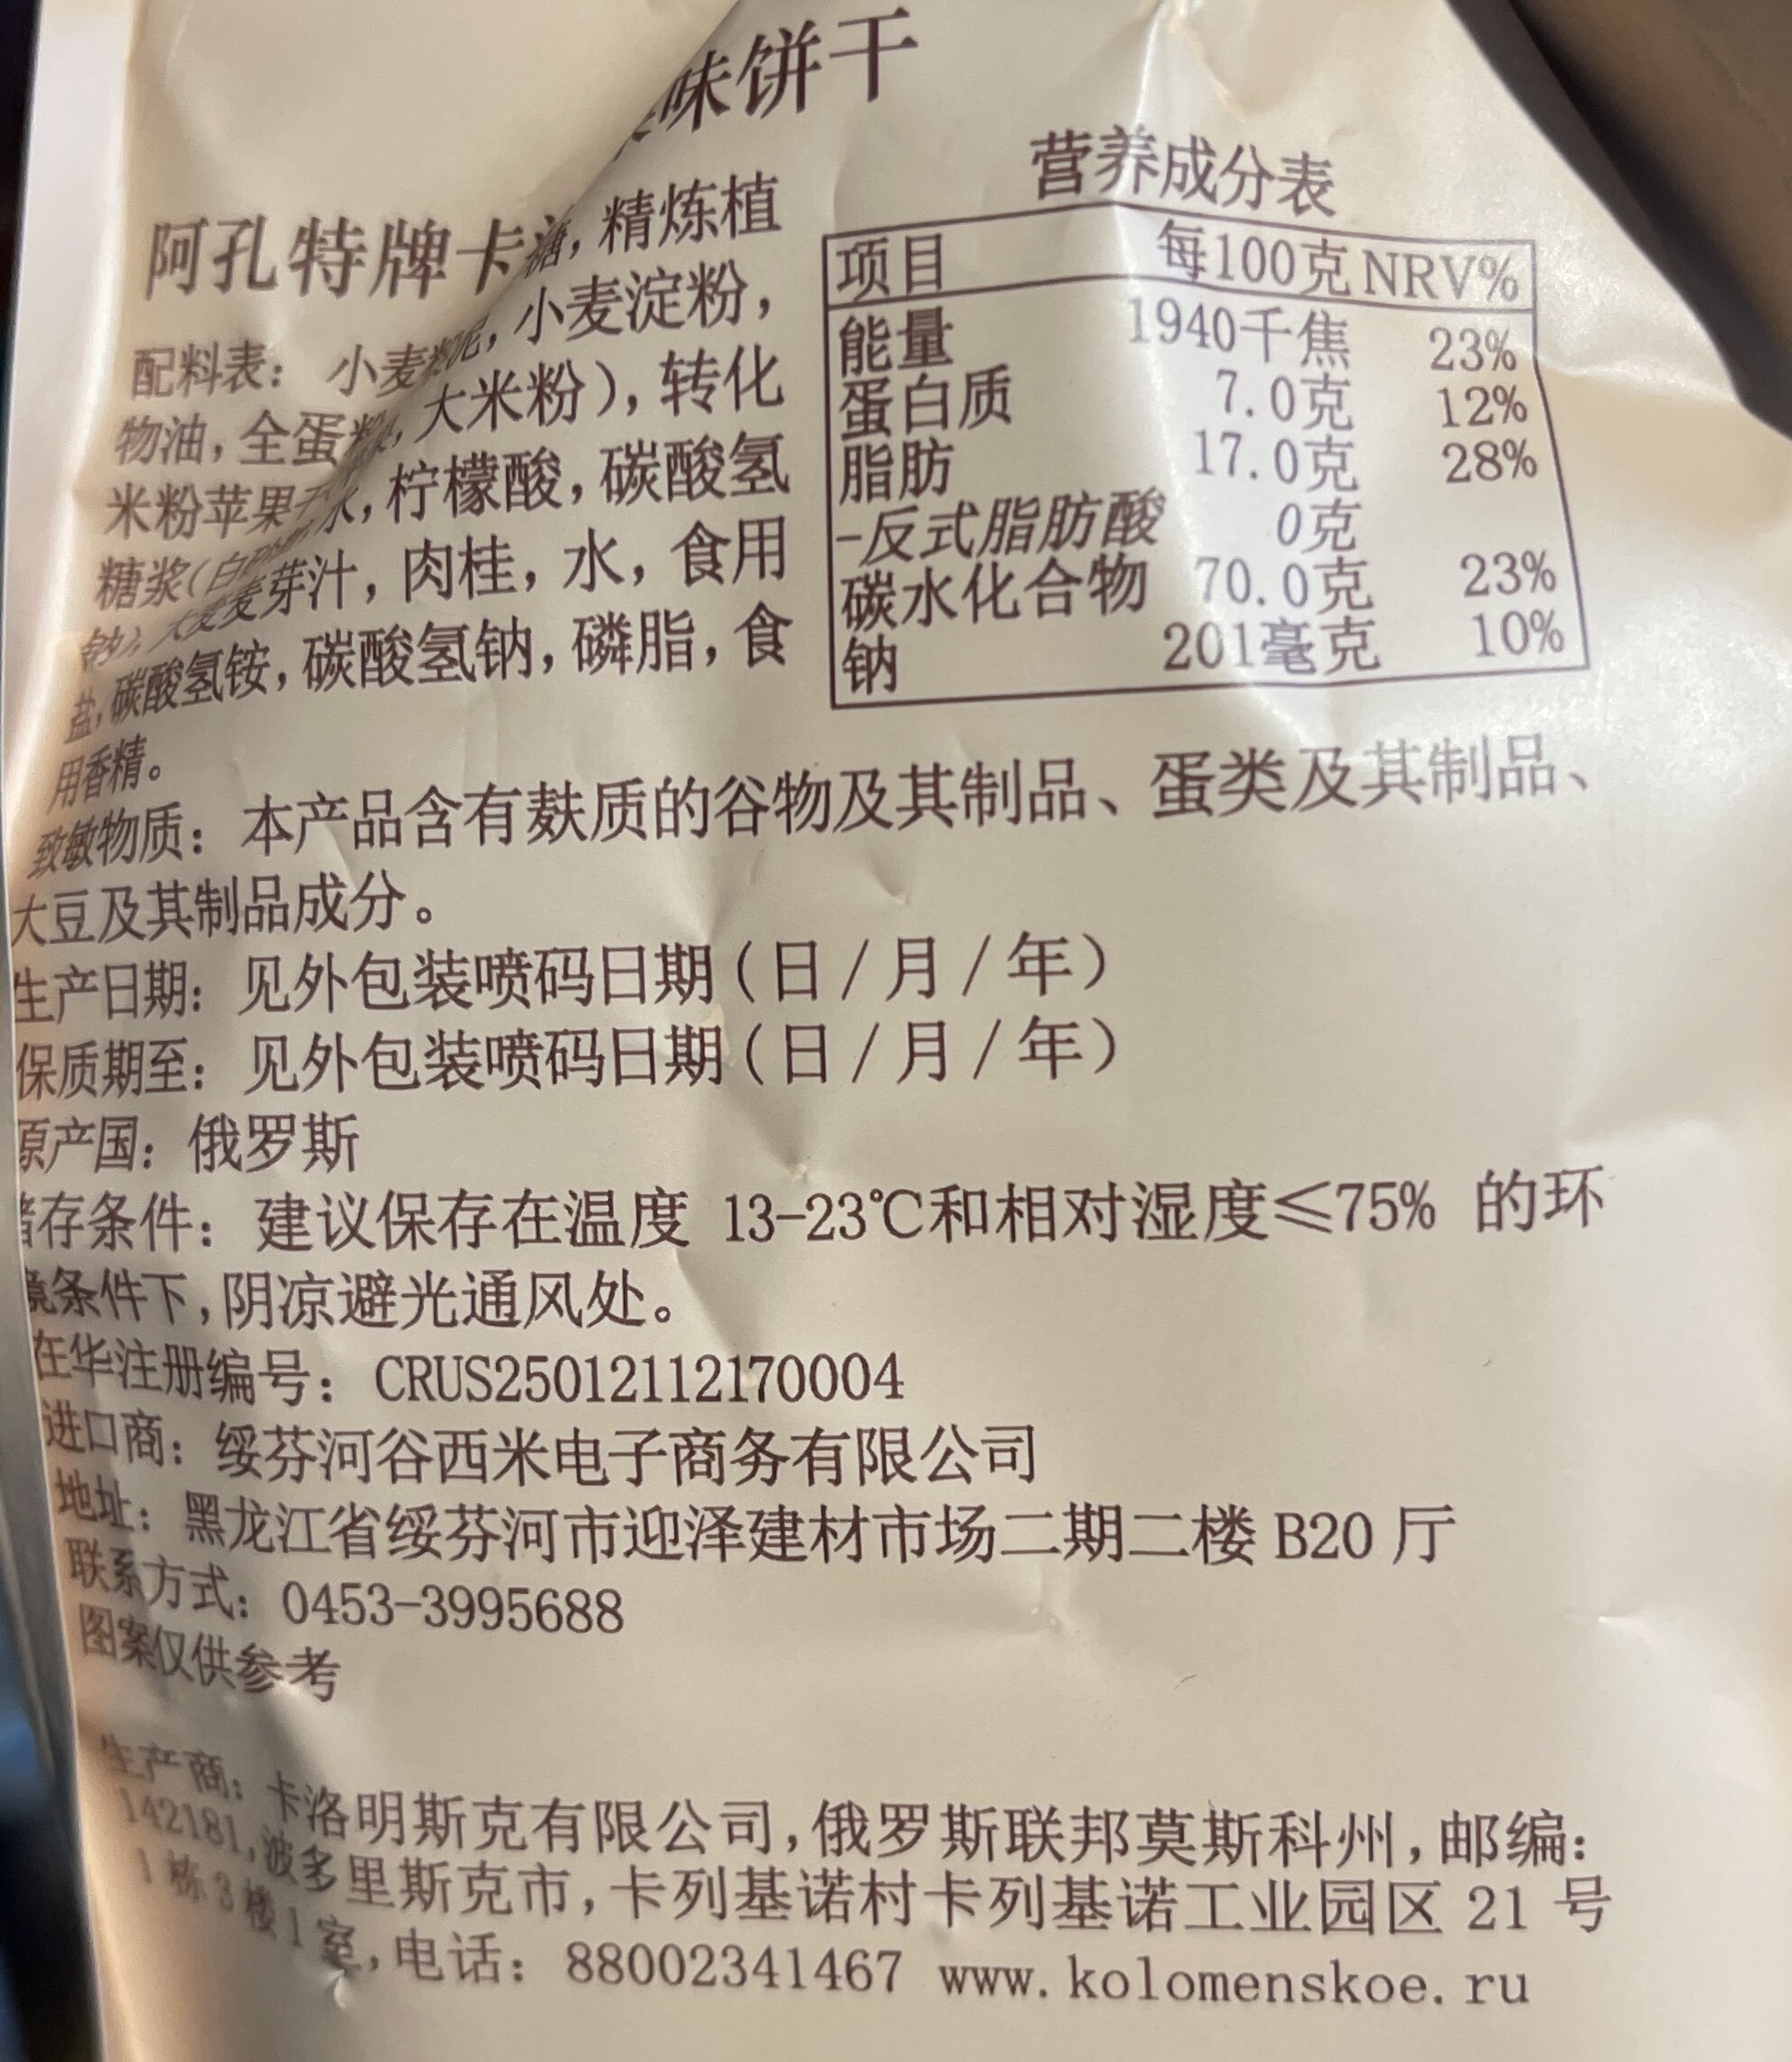 味饼干
阿孔特牌卡
配料表： 小麦 糖，精炼植
物油，全蛋 小麦淀粉，
米粉苹果 大米粉），转化
糖浆（白 柠檬酸，碳酸氢
钠），大麦麦芽汁，肉桂，水，食用
盐，碳酸氢铵，碳酸氢钠，磷脂，食
用香精。
营养成分表
项目 每100克 NRV%
能量 1940千焦 23%
蛋白质 7.0克 12%
脂肪 17.0克 28%
-反式脂肪酸 0克
碳水化合物 70.0克 23%
钠 201毫克 10%
致敏物质：本产品含有麸质的谷物及其制品、蛋类及其制品、
大豆及其制品成分。
生产日期：见外包装喷码日期（日/月/年）
保质期至：见外包装喷码日期（日/月/年）
原产国：俄罗斯
储存条件：建议保存在温度 13-23℃和相对湿度≤75% 的环
境条件下，阴凉避光通风处。
在华注册编号：CRUS25012112170004
进口商：绥芬河谷西米电子商务有限公司
地址：黑龙江省绥芬河市迎泽建材市场二期二楼 B20 厅
联系方式：0453-3995688
图案仅供参考
生产商：卡洛明斯克有限公司，俄罗斯联邦莫斯科州，邮编：
142181，波多里斯克市，卡列基诺村卡列基诺工业园区 21 号
1 栋 3 楼 1 室，电话：88002341467 www.kolomenskoe.ru